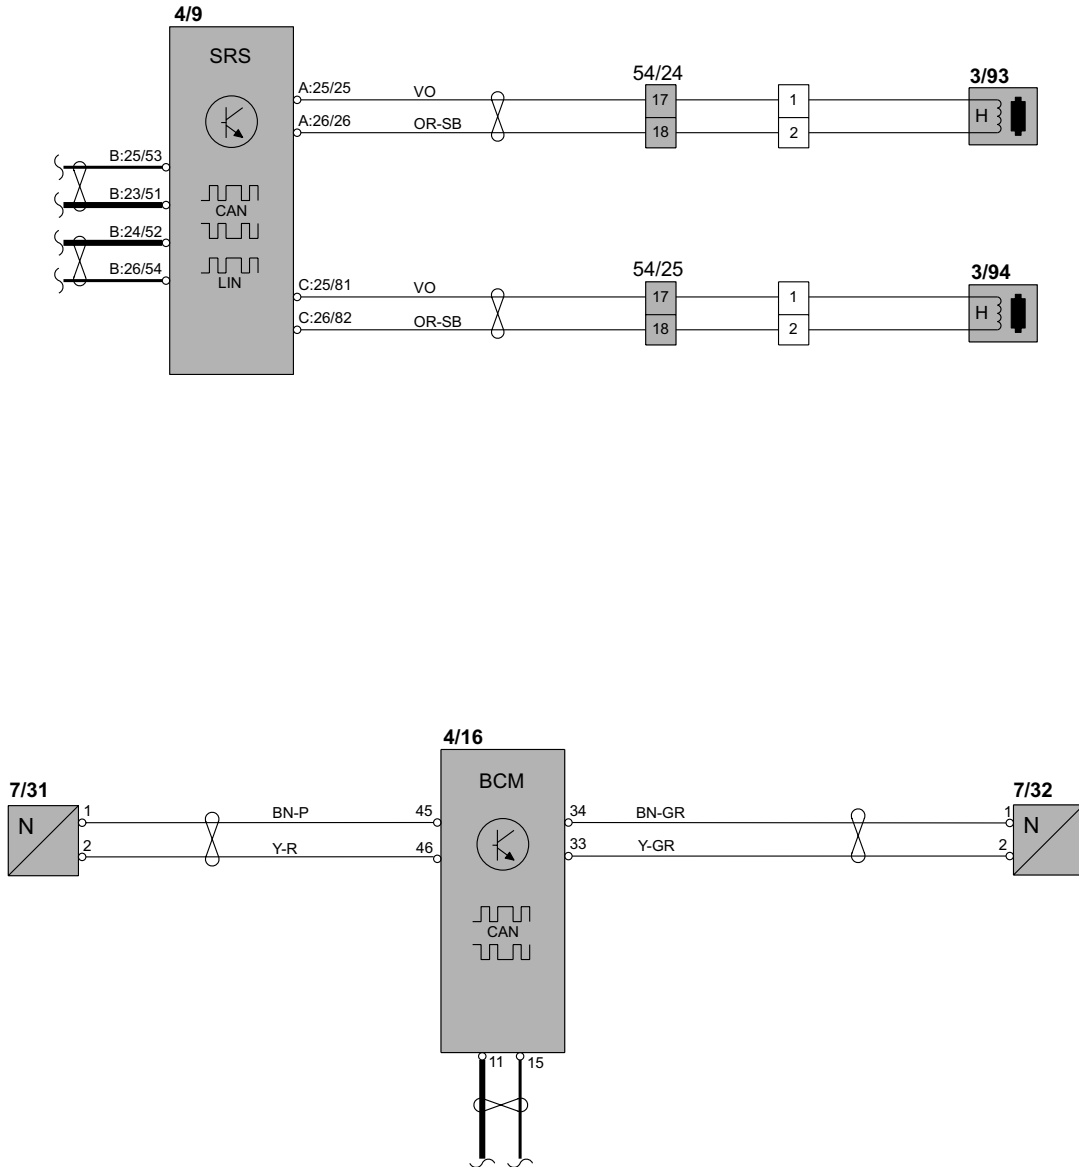 4/9
SRS
54/24
3/93
A:25/25
VO
17
1
H
A:26/26
OR-SB
18
2
B:25/53
B:23/51
CAN
B:24/52
B:26/54
LIN
54/25
3/94
C:25/81
VO
17
1
H
C:26/82
OR-SB
18
2
4/16
BCM
7/31
7/32
N
1
BN-P
45
34
BN-GR
1
N
2
Y-R
46
33
Y-GR
2
CAN
11
15